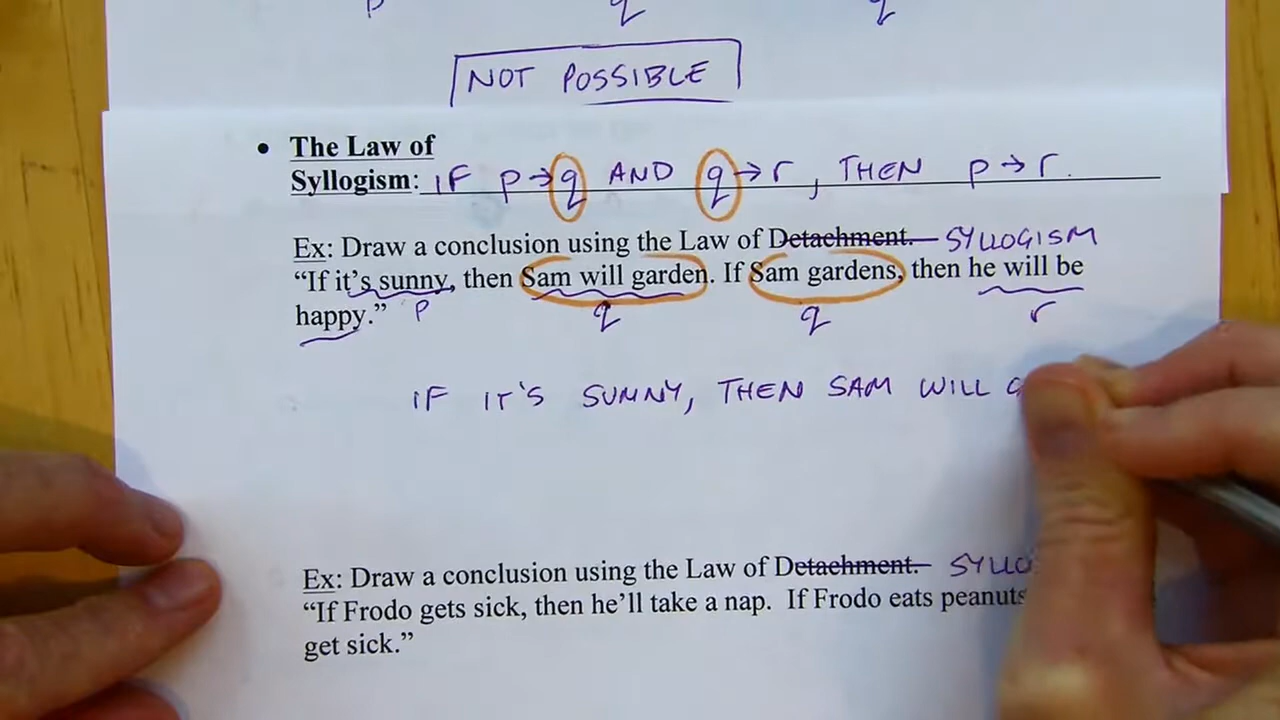 p q q
NOT POSSIBLE
• The Law of
Syllogism: IF p→q AND q→r, THEN p→r.
Ex: Draw a conclusion using the Law of Detachment. SYLLOGISM
“If it’s sunny, then Sam will garden. If Sam gardens, then he will be
happy.” p q q r
IF IT'S SUNNY, THEN SAM WILL G
Ex: Draw a conclusion using the Law of Detachment. SYLLO
“If Frodo gets sick, then he’ll take a nap. If Frodo eats peanuts
get sick.”